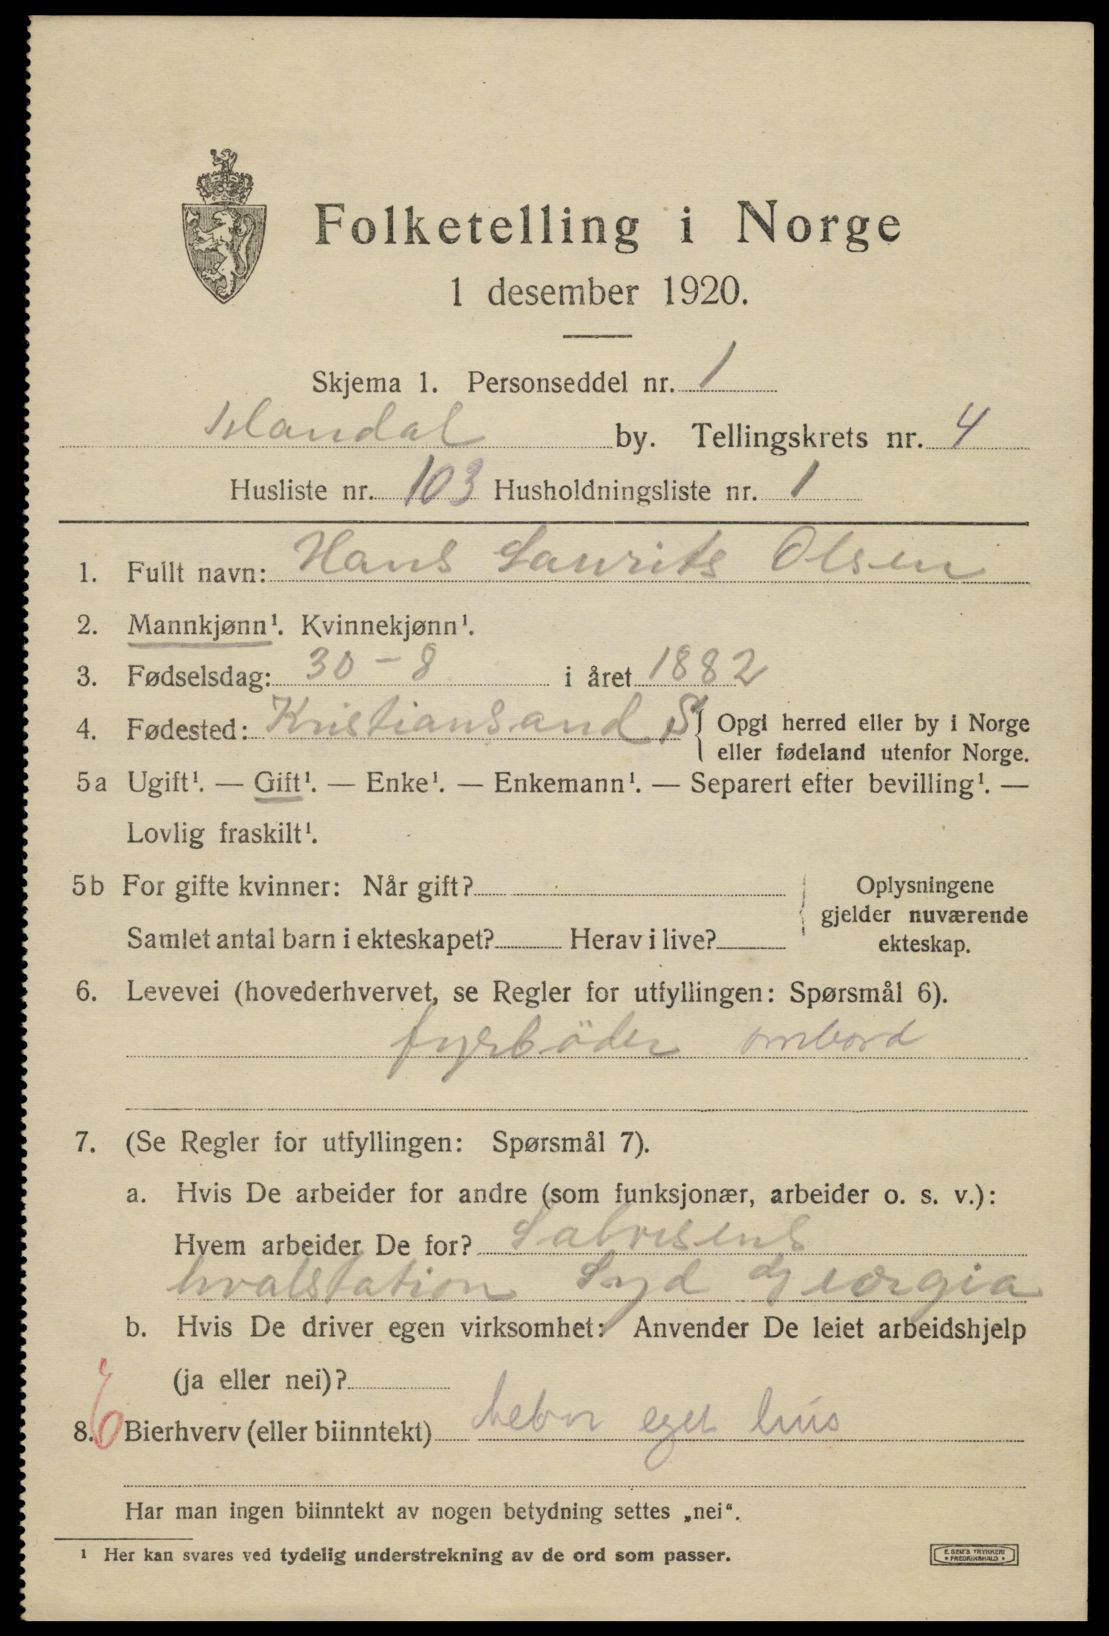 Folketelling i Norge
1 desember 1920.
Skjema 1. Personseddel nr. 1
Mandal by. Tellingskrets nr. 4
Husliste nr. 103 Husholdningsliste nr. 1
1. Fullt navn: Hans Laurits Olsen
2. Mannkjønn¹. Kvinnekjønn¹.
3. Fødselsdag: 30-8 i året 1882
4. Fødested: Kristiansand S { Opgi herred eller by i Norge
eller fødeland utenfor Norge.
5a Ugift¹. — Gift¹. — Enke¹. — Enkemann¹. — Separert efter bevilling¹. —
Lovlig fraskilt¹.
5b For gifte kvinner: Når gift? { Oplysningene
gjelder nuværende
Samlet antal barn i ekteskapet? Herav i live? ekteskap.
6. Levevei (hovederhvervet, se Regler for utfyllingen: Spørsmål 6).
fyrböder ombord
7. (Se Regler for utfyllingen: Spørsmål 7).
a. Hvis De arbeider for andre (som funksjonær, arbeider o. s. v.):
Hvem arbeider De for?
hvalstation Syd Georgia
b. Hvis De driver egen virksomhet: Anvender De leiet arbeidshjelp
(ja eller nei)?
8. Bierhverv (eller biinntekt) bebor eget hus
Har man ingen biinntekt av nogen betydning settes „nei“.
¹ Her kan svares ved tydelig understrekning av de ord som passer.
E. SEM'S TRYKKERI
• FREDRIKSHALD •